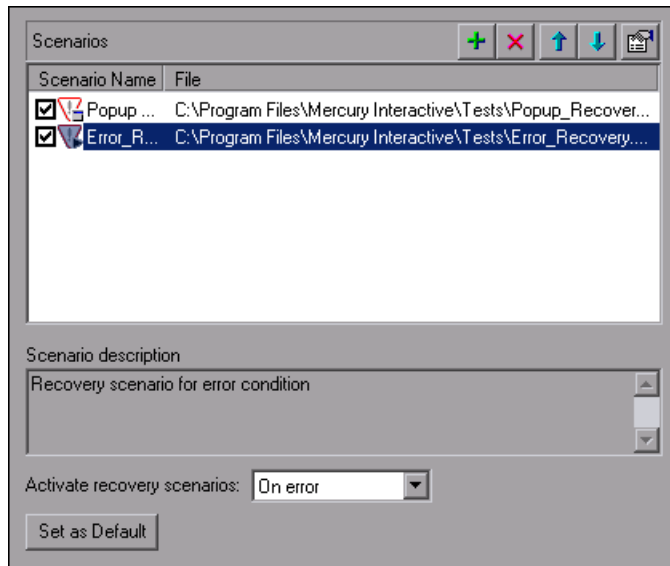 Scenarios
Scenario Name File
Popup ... C:\Program Files\Mercury Interactive\Tests\Popup_Recover...
Error_R... C:\Program Files\Mercury Interactive\Tests\Error_Recovery....
Scenario description
Recovery scenario for error condition
Activate recovery scenarios: On error
Set as Default